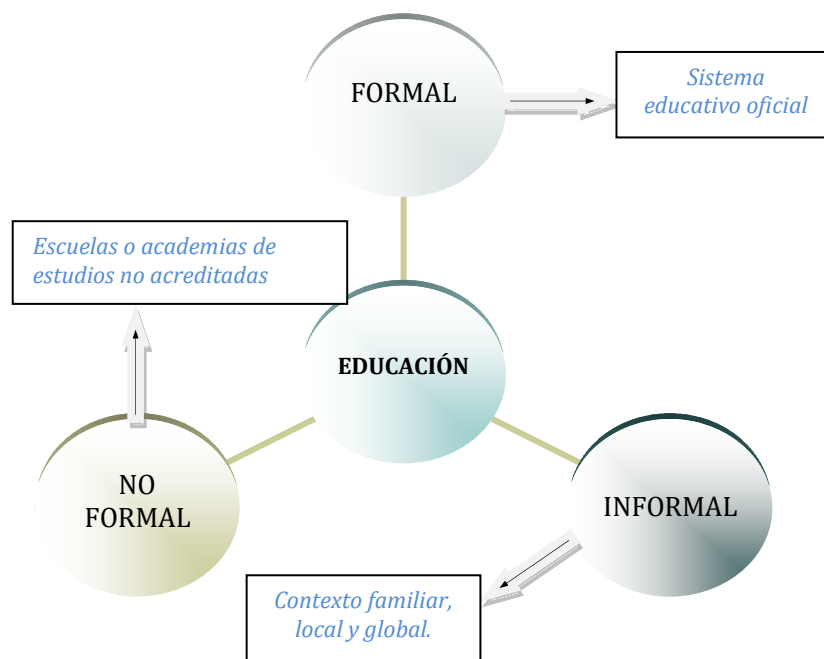 FORMAL
Sistema
educativo oficial
Escuelas o academias de
estudios no acreditadas
EDUCACIÓN
NO
FORMAL
INFORMAL
Contexto familiar,
local y global.